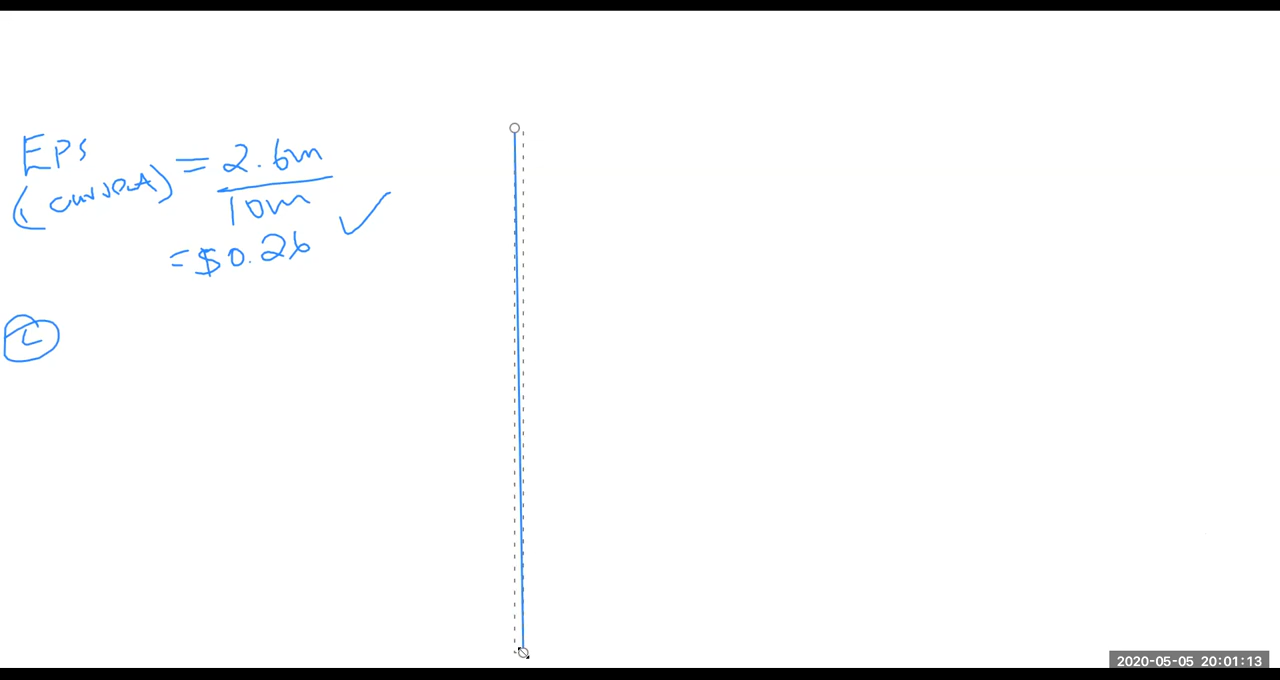 EPS = 2.6m
(current) 10m
= $0.26 ✓
2020-05-05 20:01:13